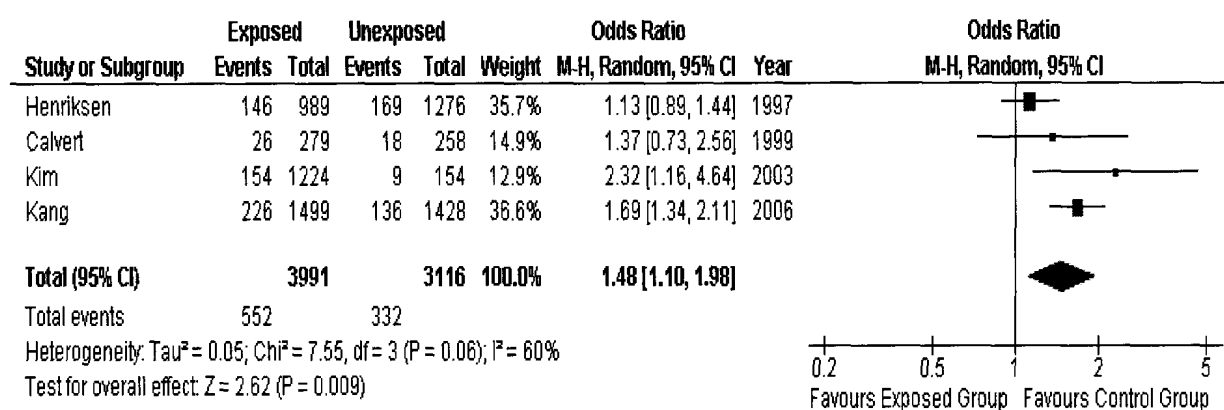 Exposed Unexposed Odds Ratio Odds Ratio
Study or Subgroup Events Total Events Total Weight M-H, Random, 95% CI Year M-H, Random, 95% CI
Henriksen 146 989 169 1276 35.7% 1.13 [0.89, 1.44] 1997
Calvert 26 279 18 258 14.9% 1.37 [0.73, 2.56] 1999
Kim 154 1224 9 154 12.9% 2.32 [1.16, 4.64] 2003
Kang 226 1499 136 1428 36.6% 1.69 [1.34, 2.11] 2006
Total (95% CI) 3991 3116 100.0% 1.48 [1.10, 1.98]
Total events 552 332
Heterogeneity: Tau² = 0.05; Chi² = 7.55, df = 3 (P = 0.06); I² = 60%
Test for overall effect: Z = 2.62 (P = 0.009)
0.2 0.5 1 2 5
Favours Exposed Group Favours Control Group